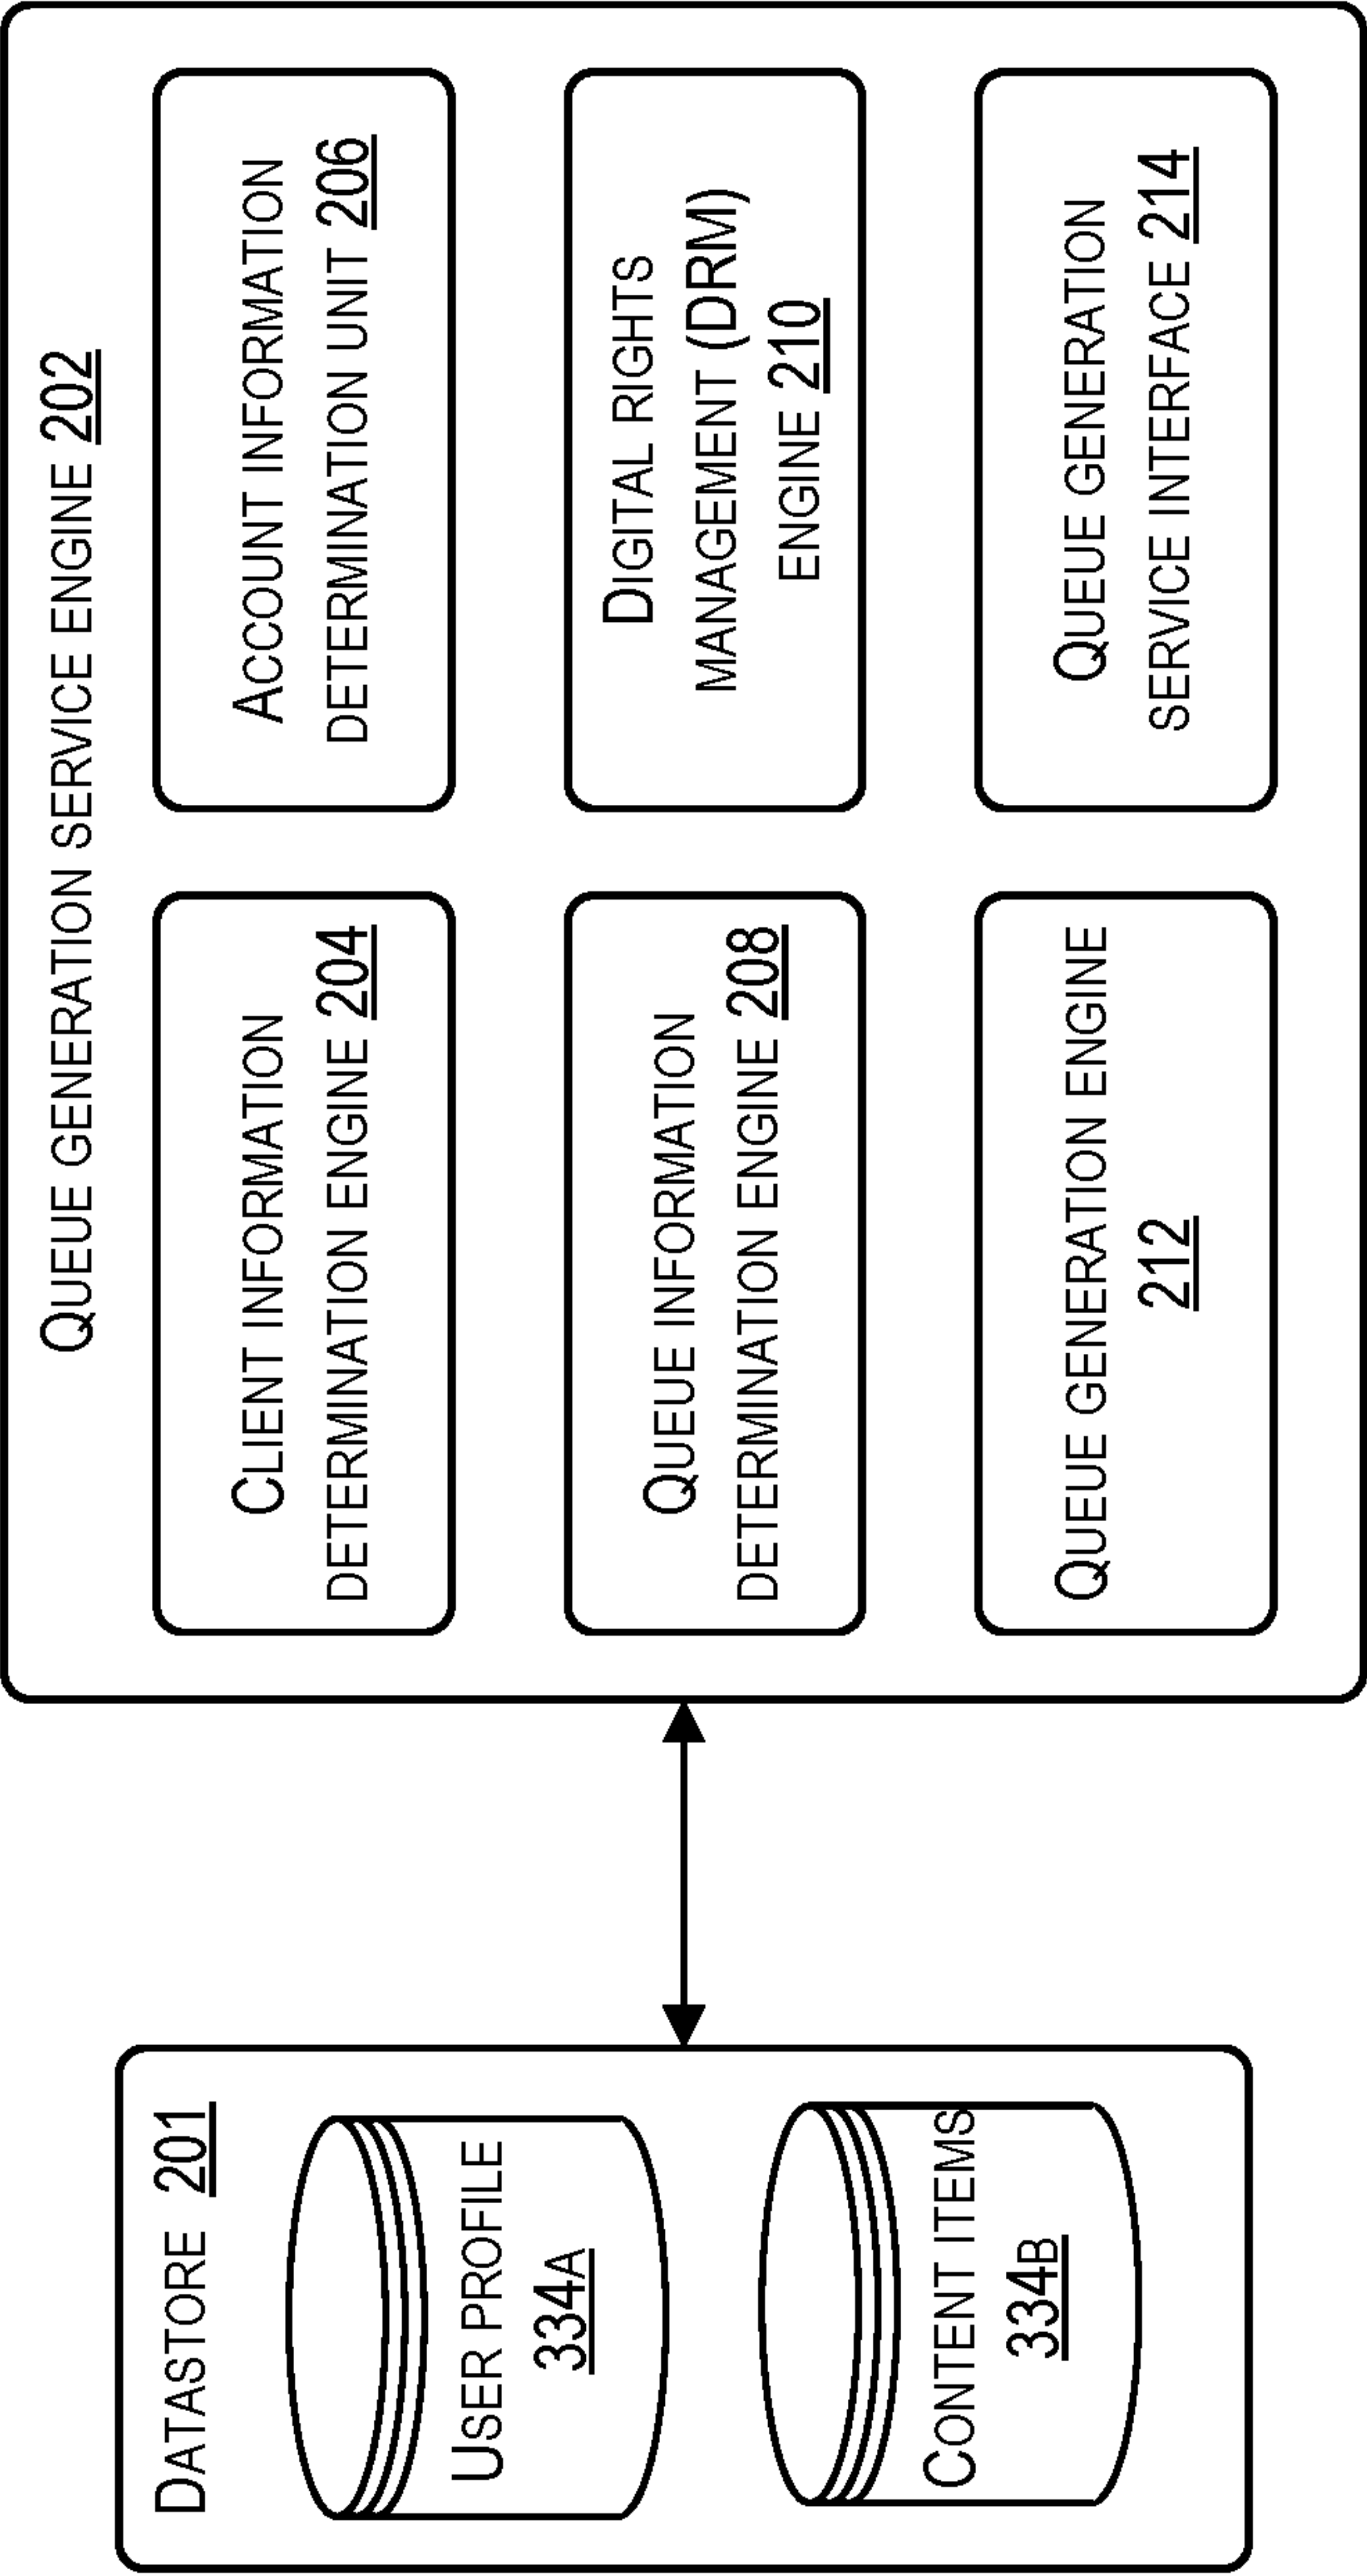 DATASTORE 201
USER PROFILE
334A
CONTENT ITEMS
334B
QUEUE GENERATION SERVICE ENGINE 202
CLIENT INFORMATION
DETERMINATION ENGINE 204
ACCOUNT INFORMATION
DETERMINATION UNIT 206
QUEUE INFORMATION
DETERMINATION ENGINE 208
DIGITAL RIGHTS
MANAGEMENT (DRM)
ENGINE 210
QUEUE GENERATION ENGINE
212
QUEUE GENERATION
SERVICE INTERFACE 214